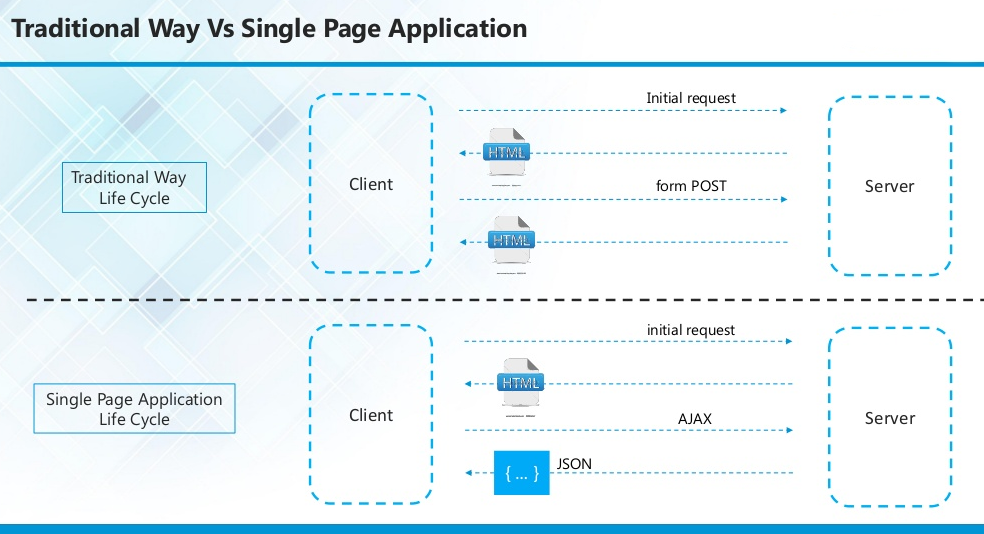 Traditional Way Vs Single Page Application
Initial request
HTML
Traditional Way
Life Cycle
Client
form POST
Server
HTML
initial request
HTML
Single Page Application
Life Cycle
Client
AJAX
Server
JSON
{ ... }